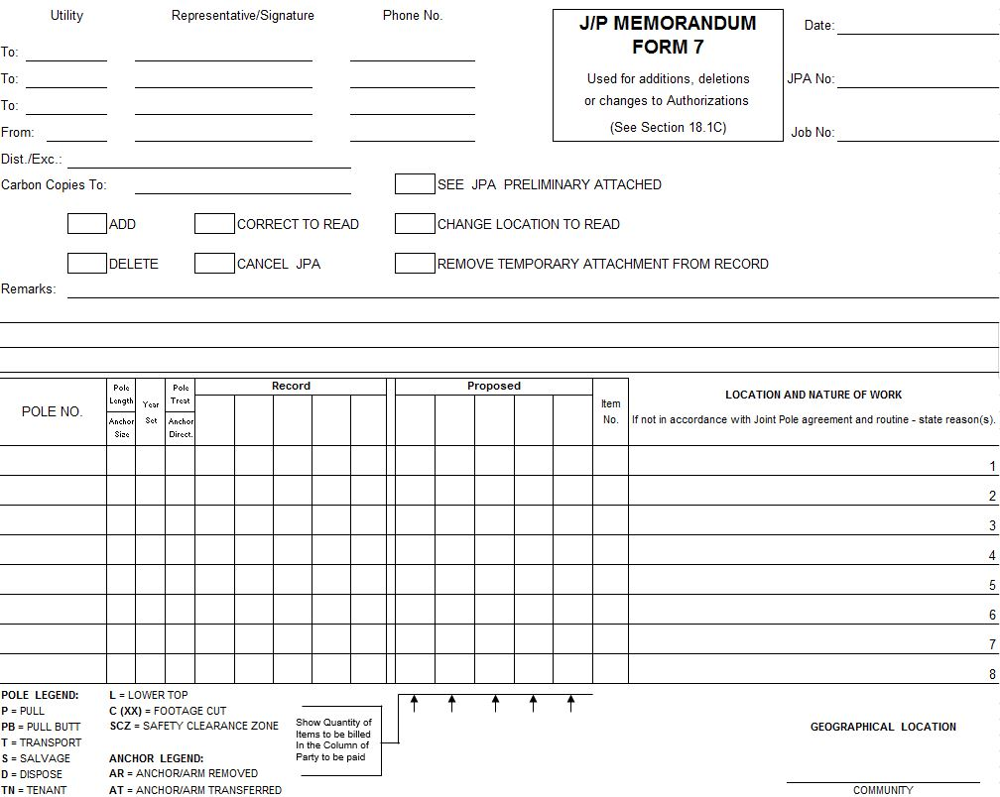 Utility Representative/Signature Phone No.
J/P MEMORANDUM
FORM 7
Used for additions, deletions
or changes to Authorizations
(See Section 18.1C)
Date:
JPA No:
Job No:
To:
To:
To:
From:
Dist./Exc.:
Carbon Copies To:
SEE JPA PRELIMINARY ATTACHED
ADD CORRECT TO READ CHANGE LOCATION TO READ
DELETE CANCEL JPA REMOVE TEMPORARY ATTACHMENT FROM RECORD
Remarks:
POLE NO.
Pole
Length
Anchor
Size
Year
Set
Pole
Treat
Anchor
Direct.
Record
Proposed
Item
No.
LOCATION AND NATURE OF WORK
If not in accordance with Joint Pole agreement and routine - state reason(s).
1
2
3
4
5
6
7
8
POLE LEGEND:
P = PULL
PB = PULL BUTT
T = TRANSPORT
S = SALVAGE
D = DISPOSE
TN = TENANT
L = LOWER TOP
C (XX) = FOOTAGE CUT
SCZ = SAFETY CLEARANCE ZONE
ANCHOR LEGEND:
AR = ANCHOR/ARM REMOVED
AT = ANCHOR/ARM TRANSFERRED
Show Quantity of
Items to be billed
In the Column of
Party to be paid
GEOGRAPHICAL LOCATION
COMMUNITY